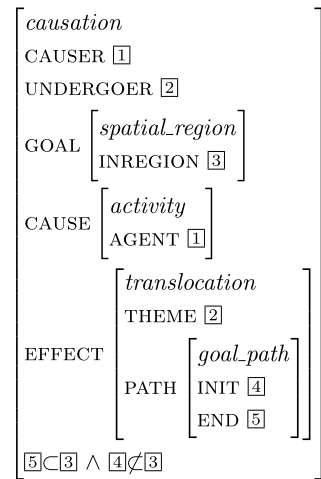 causation
CAUSER 1
UNDERGOER 2
spatial_region
GOAL
INREGION 3
activity
CAUSE
AGENT 1
translocation
THEME 2
EFFECT
goal_path
PATH INIT 4
END 5
5⊂3 ∧ 4⊄3